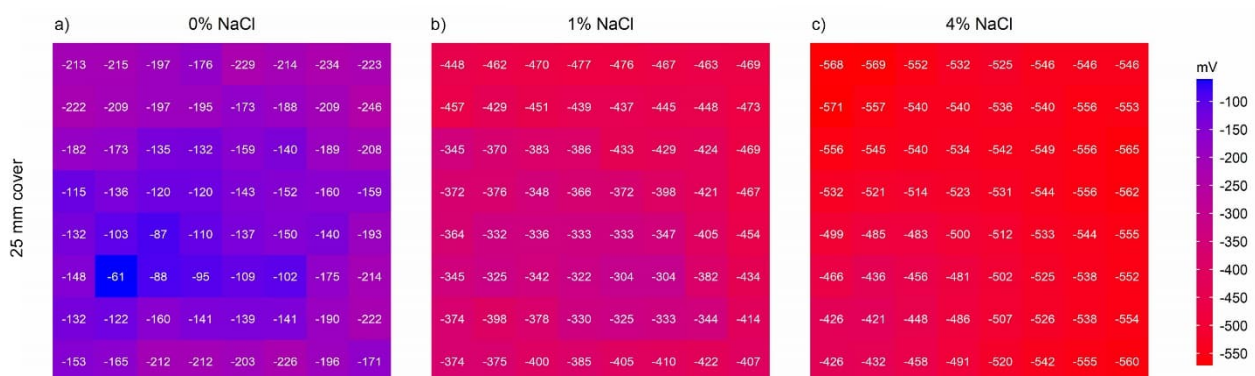 a) 0% NaCl b) 1% NaCl c) 4% NaCl
-213 -215 -197 -176 -229 -214 -234 -223 -448 -462 -470 -477 -476 -467 -463 -469 -568 -569 -552 -532 -525 -546 -546 -546
mV
-222 -209 -197 -195 -173 -188 -209 -246 -457 -429 -451 -439 -437 -445 -448 -473 -571 -557 -540 -540 -536 -540 -556 -553
-100
-182 -173 -135 -132 -159 -140 -189 -208 -345 -370 -383 -386 -433 -429 -424 -469 -556 -545 -540 -534 -542 -549 -556 -565
-150
-115 -136 -120 -120 -143 -152 -160 -159 -372 -376 -348 -366 -372 -398 -421 -467 -532 -521 -514 -523 -531 -544 -556 -562
-200
-250
25 mm cover
-300
-132 -103 -87 -110 -137 -150 -140 -193 -364 -332 -336 -333 -333 -347 -405 -454 -499 -485 -483 -500 -512 -533 -544 -555
-350
-148 -61 -88 -95 -109 -102 -175 -214 -345 -325 -342 -322 -304 -304 -382 -434 -466 -436 -456 -481 -502 -525 -538 -552
-400
-450
-132 -122 -160 -141 -139 -141 -190 -222 -374 -398 -378 -330 -325 -333 -344 -414 -426 -421 -448 -486 -507 -526 -538 -554
-500
-153 -165 -212 -212 -203 -226 -196 -171 -374 -375 -400 -385 -405 -410 -422 -407 -426 -432 -458 -491 -520 -542 -555 -560
-550